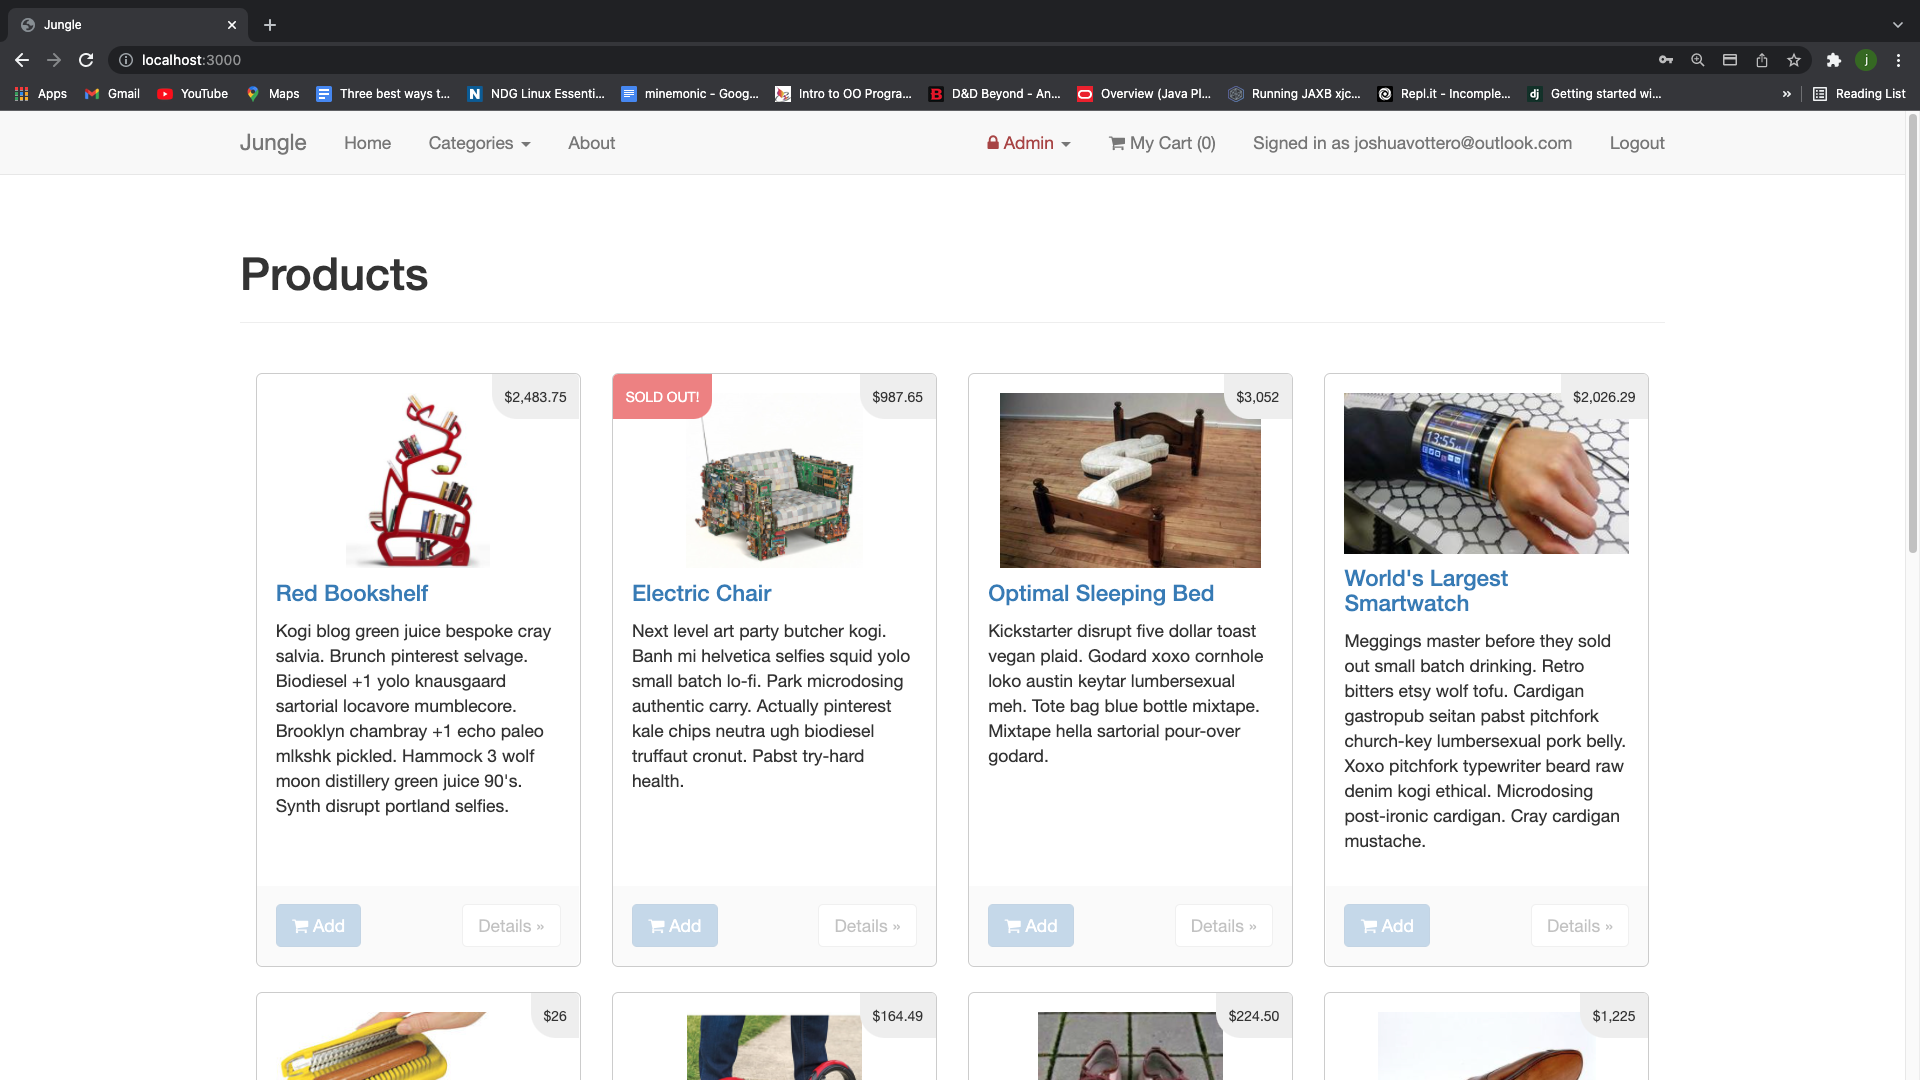 Jungle
localhost:3000
j
Apps
Gmail
YouTube
Maps
Three best ways t...
NDG Linux Essenti...
minemonic - Goog...
Intro to OO Progra...
D&D Beyond - An...
Overview (Java Pl...
Running JAXB xjc...
Repl.it - Incomple...
dj Getting started wi...
»
Reading List
Jungle
Home
Categories
About
Admin
My Cart (0)
Signed in as joshuavottero@outlook.com
Logout
Products
$2,483.75
Red Bookshelf
Kogi blog green juice bespoke cray
salvia. Brunch pinterest selvage.
Biodiesel +1 yolo knausgaard
sartorial locavore mumblecore.
Brooklyn chambray +1 echo paleo
mlkshk pickled. Hammock 3 wolf
moon distillery green juice 90's.
Synth disrupt portland selfies.
Add
Details »
SOLD OUT!
$987.65
Electric Chair
Next level art party butcher kogi.
Banh mi helvetica selfies squid yolo
small batch lo-fi. Park microdosing
authentic carry. Actually pinterest
kale chips neutra ugh biodiesel
truffaut cronut. Pabst try-hard
health.
Add
Details »
$3,052
Optimal Sleeping Bed
Kickstarter disrupt five dollar toast
vegan plaid. Godard xoxo cornhole
loko austin keytar lumbersexual
meh. Tote bag blue bottle mixtape.
Mixtape hella sartorial pour-over
godard.
Add
Details »
$2,026.29
13:55
World's Largest
Smartwatch
Meggings master before they sold
out small batch drinking. Retro
bitters etsy wolf tofu. Cardigan
gastropub seitan pabst pitchfork
church-key lumbersexual pork belly.
Xoxo pitchfork typewriter beard raw
denim kogi ethical. Microdosing
post-ironic cardigan. Cray cardigan
mustache.
Add
Details »
$26
$164.49
$224.50
$1,225